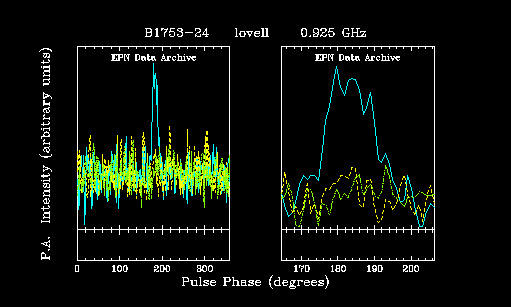 B1753-24 lovell 0.925 GHz
EPN Data Archive EPN Data Archive
P.A. Intensity (arbitrary units)
0 100 200 300 170 180 190 200
Pulse Phase (degrees)